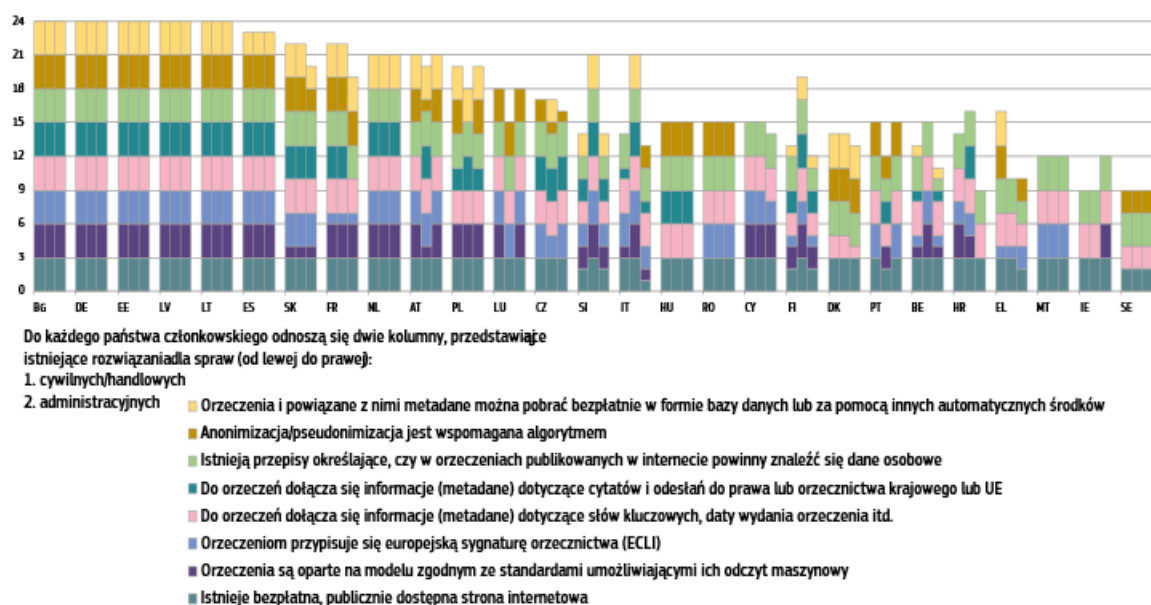 24
21
18
15
12
9
6
3
0
BG DE EE LV LT ES SK FR NL AT PL LU CZ SI IT HU RO CY FI DK PT BE HR EL MT IE SE
Do każdego państwa członkowskiego odnoszą się dwie kolumny, przedstawiające
istniejące rozwiązaniadla spraw (od lewej do prawej):
1. cywilnych/handlowych
2. administracyjnych
Orzeczenia i powiązane z nimi metadane można pobrać bezpłatnie w formie bazy danych lub za pomocą innych automatycznych środków
Anonimizacja/pseudonimizacja jest wspomagana algorytmem
Istnieją przepisy określające, czy w orzeczeniach publikowanych w internecie powinny znaleźć się dane osobowe
Do orzeczeń dołącza się informacje (metadane) dotyczące cytatów i odesłań do prawa lub orzecznictwa krajowego lub UE
Do orzeczeń dołącza się informacje (metadane) dotyczące słów kluczowych, daty wydania orzeczenia itd.
Orzeczeniom przypisuje się europejską sygnaturę orzecznictwa (ECLI)
Orzeczenia są oparte na modelu zgodnym ze standardami umożliwiającymi ich odczyt maszynowy
Istnieje bezpłatna, publicznie dostępna strona internetowa